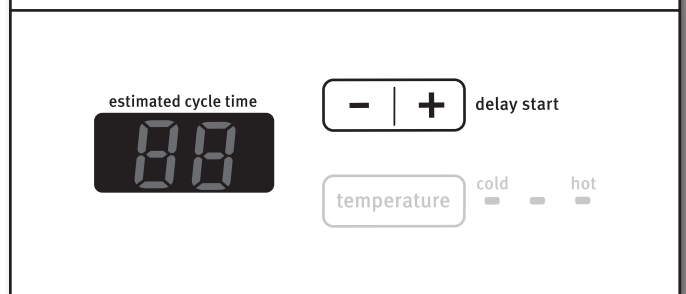 estimated cycle time
88
- | +
delay start
temperature
cold
hot